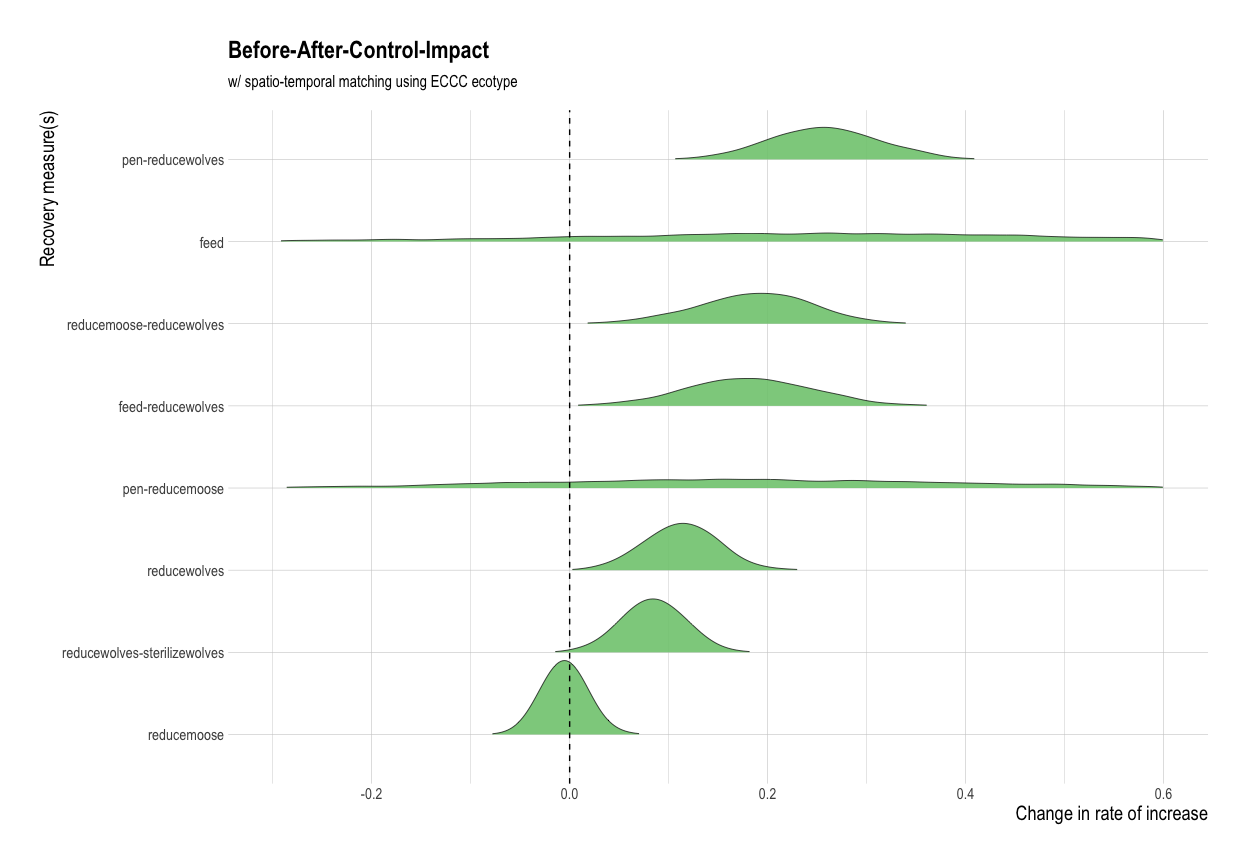 Before-After-Control-Impact
w/ spatio-temporal matching using ECCC ecotype
Recovery measure(s)
pen-reducewolves
feed
reducemoose-reducewolves
feed-reducewolves
pen-reducemoose
reducewolves
reducewolves-sterilizewolves
reducemoose
-0.2
0.0
0.2
0.4
0.6
Change in rate of increase